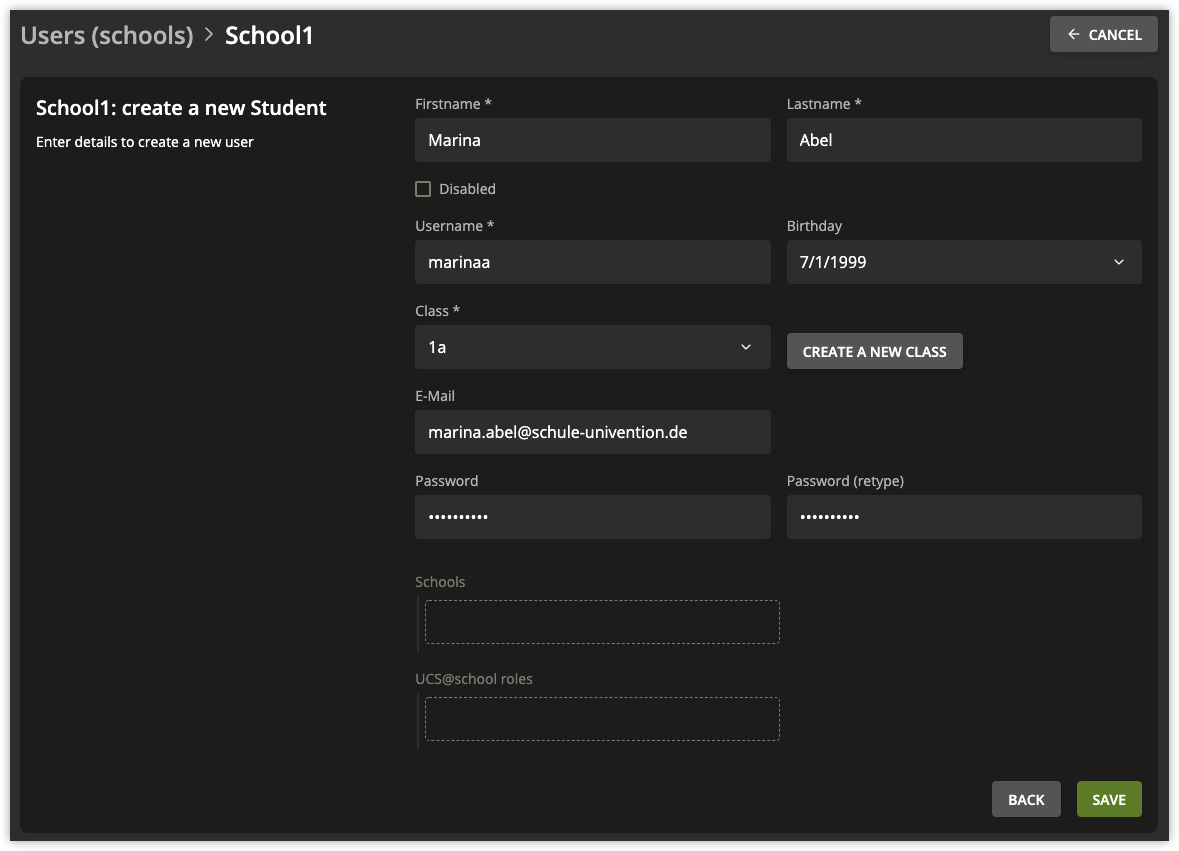 Users (schools) > School1
← CANCEL
School1: create a new Student
Enter details to create a new user
Firstname *
Lastname *
Marina
Abel
Disabled
Username *
Birthday
marinaa
7/1/1999
Class *
1a
CREATE A NEW CLASS
E-Mail
marina.abel@schule-univention.de
Password
Password (retype)
••••••••••
••••••••••
Schools
UCS@school roles
BACK
SAVE